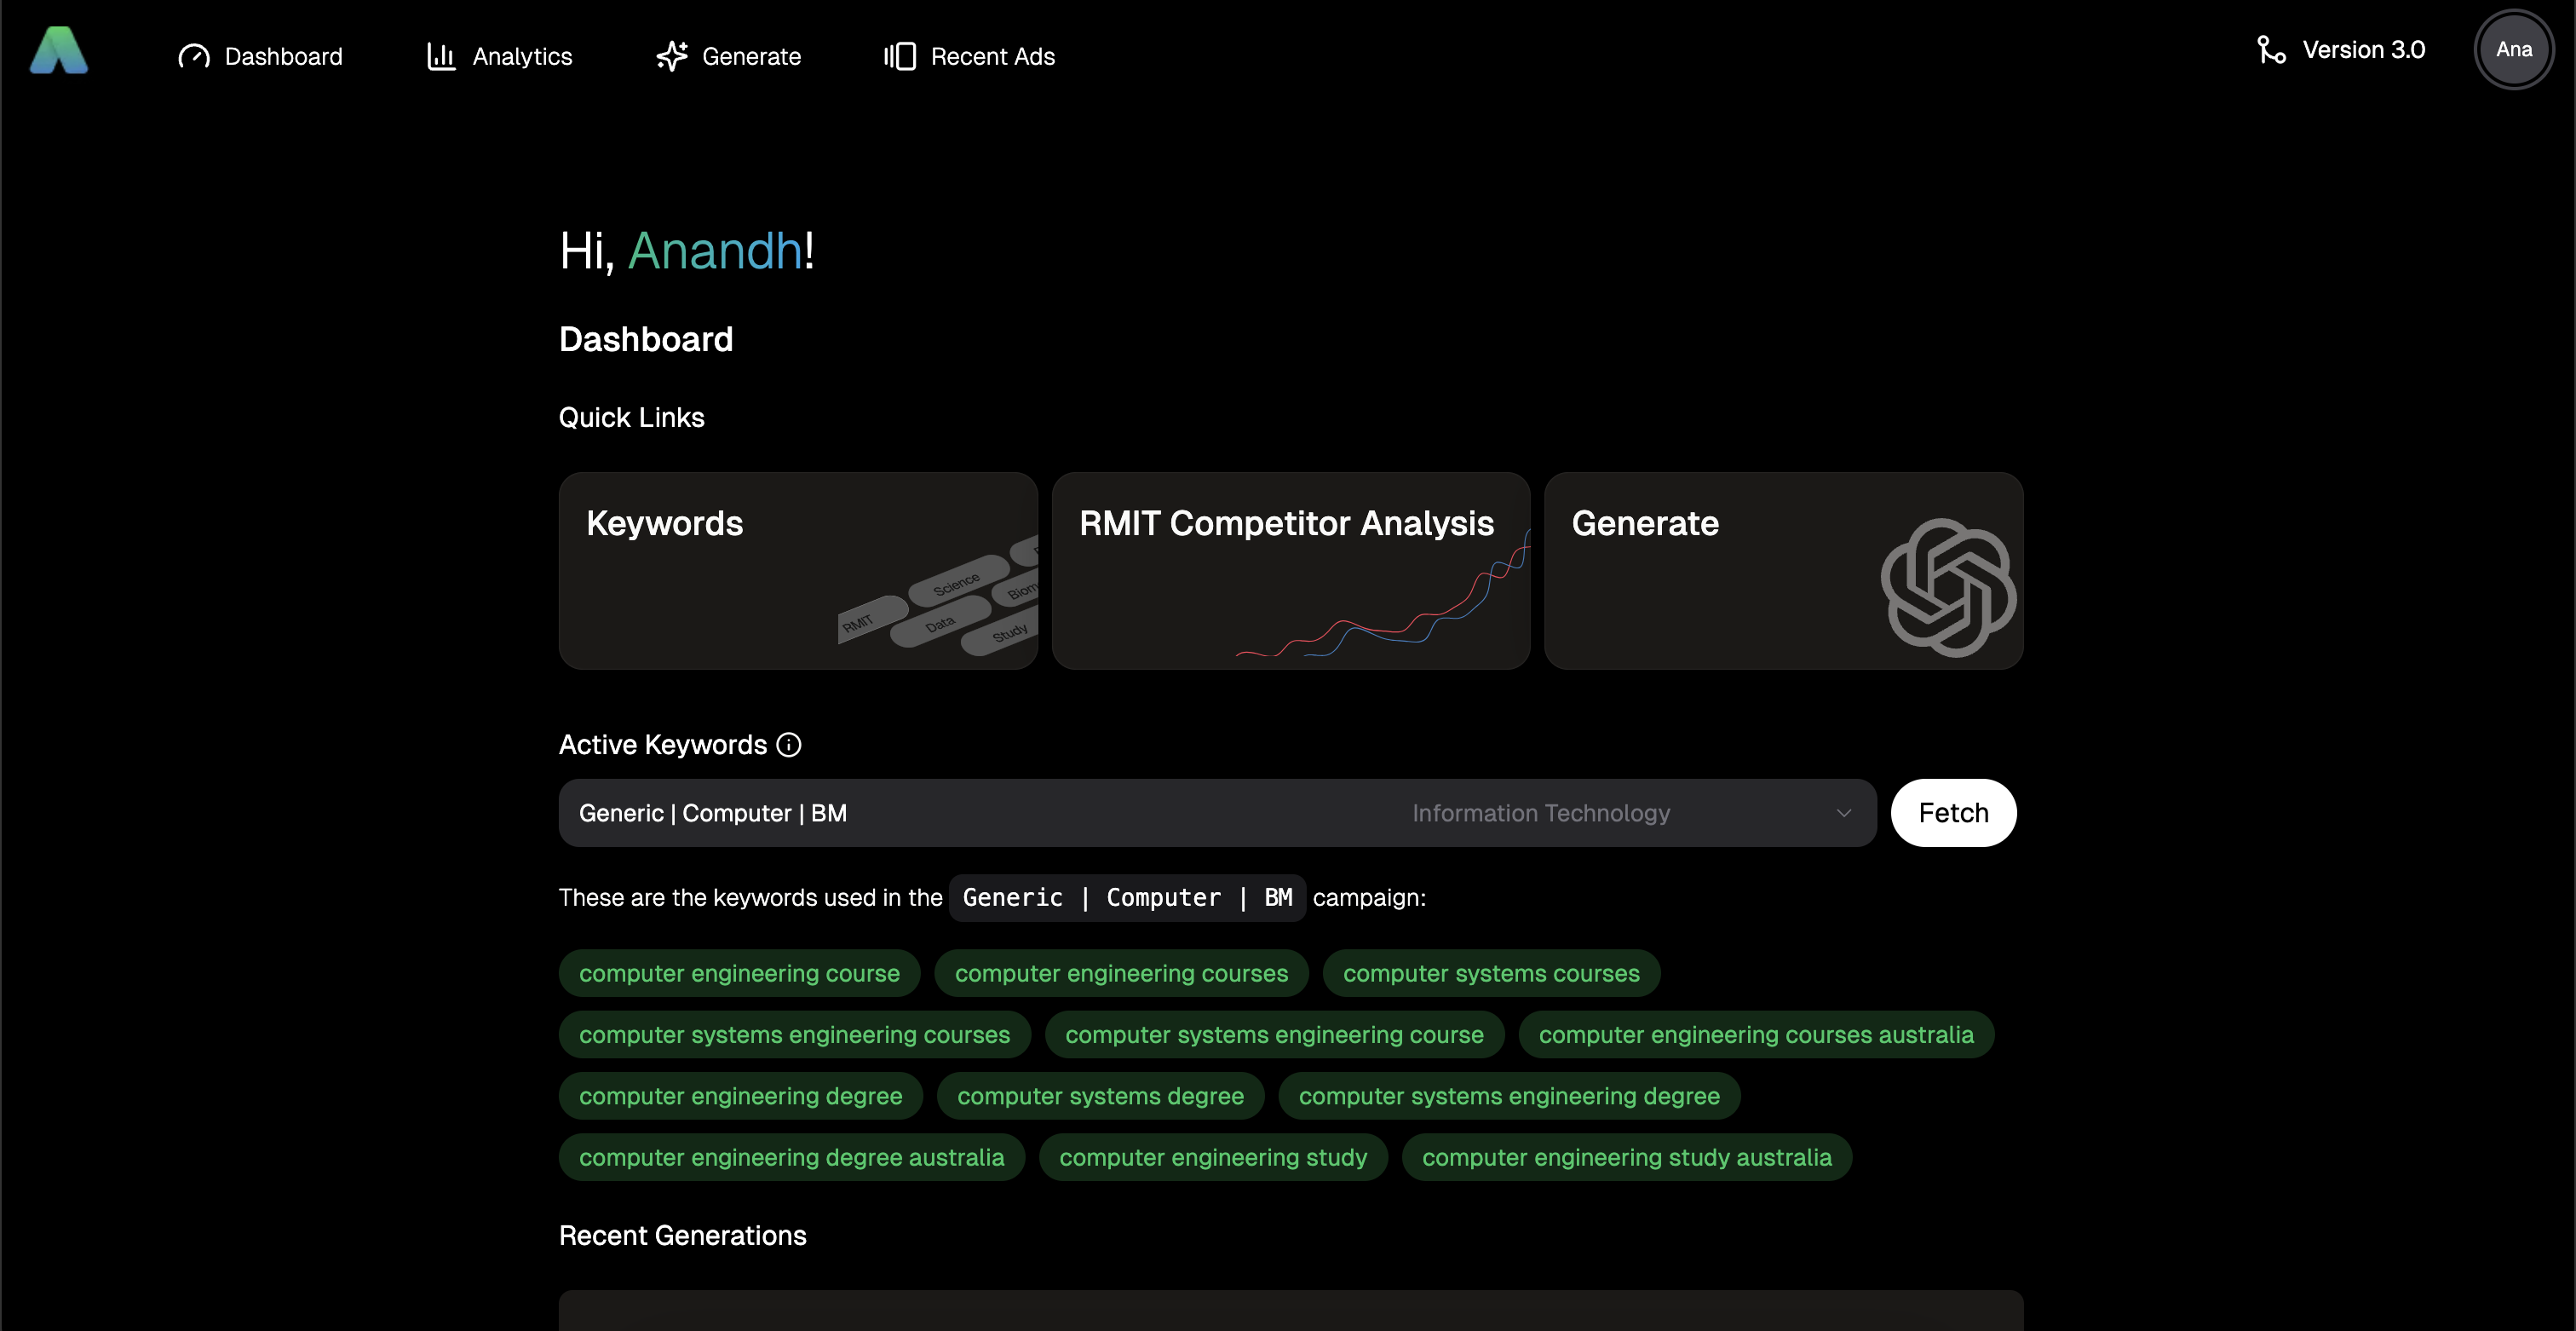 Dashboard
Analytics
Generate
Recent Ads
Version 3.0
Ana
Hi, Anandh!
Dashboard
Quick Links
Keywords
RMIT
Science
Data
Biom
Study
RMIT Competitor Analysis
Generate
Active Keywords
Generic | Computer | BM
Information Technology
Fetch
These are the keywords used in the Generic | Computer | BM campaign:
computer engineering course
computer engineering courses
computer systems courses
computer systems engineering courses
computer systems engineering course
computer engineering courses australia
computer engineering degree
computer systems degree
computer systems engineering degree
computer engineering degree australia
computer engineering study
computer engineering study australia
Recent Generations